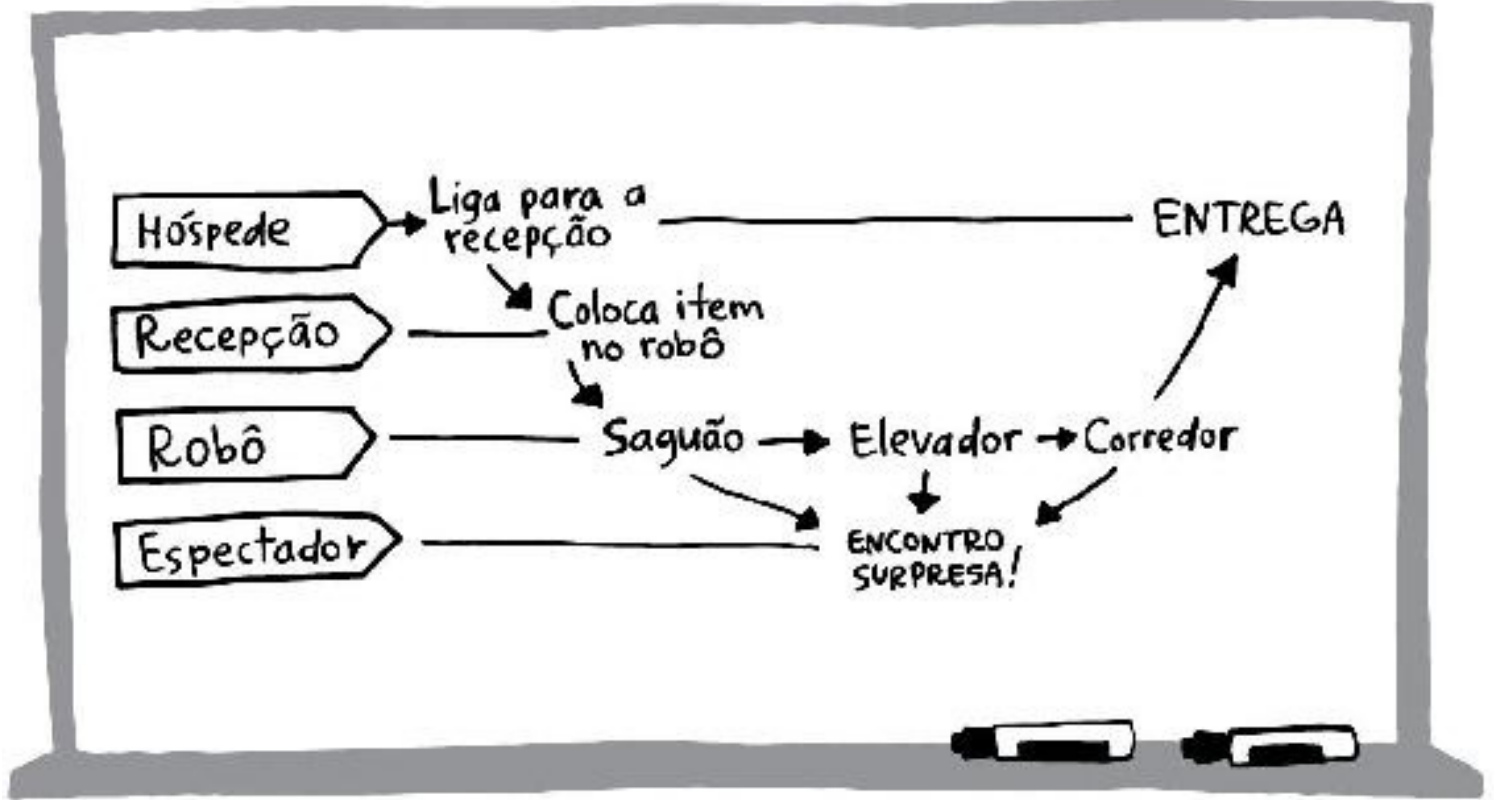 Hóspede
Liga para a
recepção
ENTREGA
Recepção
Coloca item
no robô
Robô
Saguão
Elevador
Corredor
Espectador
ENCONTRO
SURPRESA!